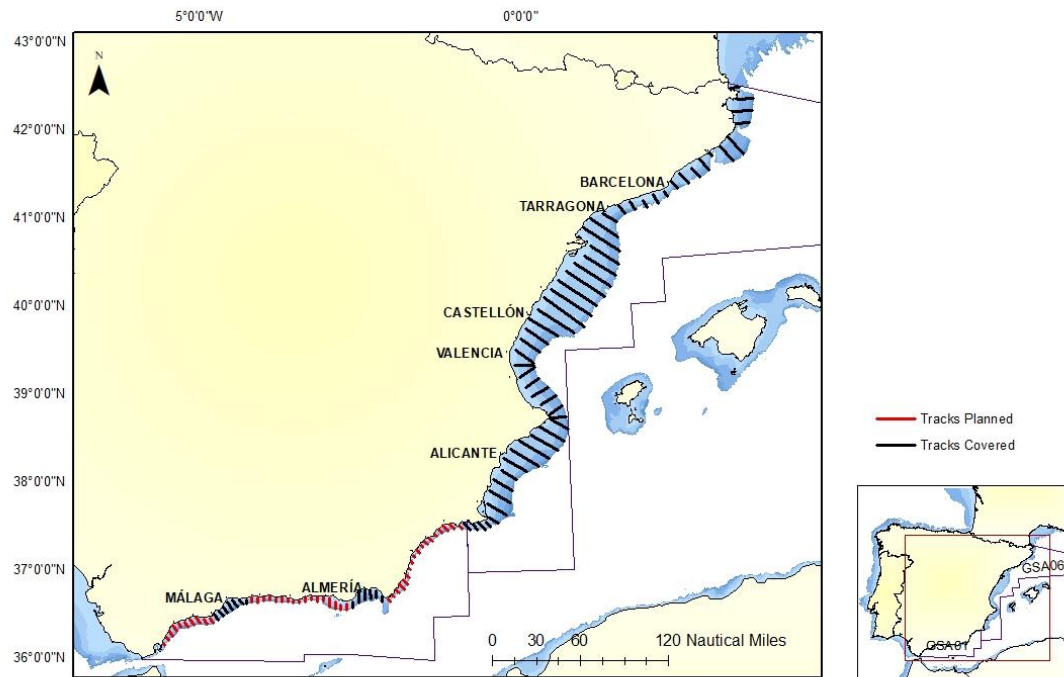 5°0'0"W 0°0'0"
43°0'0"N
N
42°0'0"N
BARCELONA
TARRAGONA
41°0'0"N
40°0'0"N
CASTELLÓN
VALENCIA
39°0'0"N
Tracks Planned
Tracks Covered
ALICANTE
38°0'0"N
37°0'0"N
ALMERÍA
MÁLAGA
GSA06
0 30 60 120 Nautical Miles
GSA01
36°0'0"N